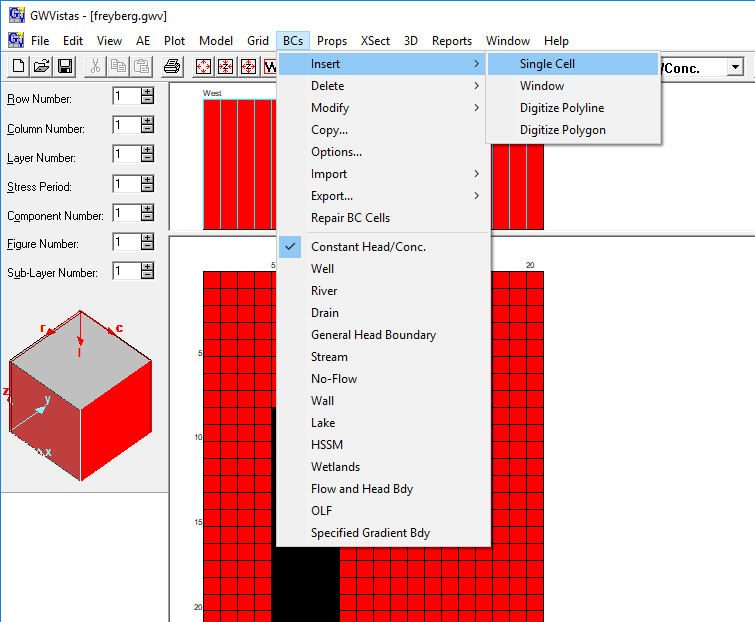 GWVistas - [freyberg.gwv]
File Edit View AE Plot Model Grid BCs Props XSect 3D Reports Window Help
/Conc.
Row Number: 1
Column Number: 1
Layer Number: 1
Stress Period: 1
Component Number: 1
Figure Number: 1
Sub-Layer Number: 1
r c
l
z
y
x
West
5 20
5
10
15
20
Insert
Delete
Modify
Copy...
Options...
Import
Export...
Repair BC Cells
Constant Head/Conc.
Well
River
Drain
General Head Boundary
Stream
No-Flow
Wall
Lake
HSSM
Wetlands
Flow and Head Bdy
OLF
Specified Gradient Bdy
Single Cell
Window
Digitize Polyline
Digitize Polygon